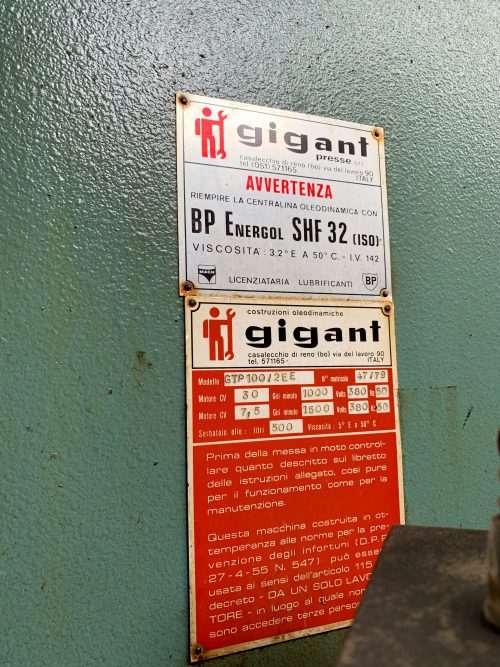 gigant
presse srl
casalecchio di reno (bo) via del lavoro 90
tel. (051) 571165 ITALY
AVVERTENZA
RIEMPIRE LA CENTRALINA OLEODINAMICA CON
BP ENERGOL SHF 32 (ISO)
VISCOSITA' : 3.2°E A 50°C. - I.V. 142
MACH LICENZIATARIA LUBRIFICANTI BP
costruzioni oleodinamiche
gigant
casalecchio di reno (bo) via del lavoro 90
tel. 571165 ITALY
Modello GTP100/2EE N° matricola 47/79
Motore CV 30 Giri minuto 1000 Volts 380 Hz 50
Motore CV 7,5 Giri minuto 1500 Volts 380 Hz 50
Serbatoio olio: litri 500 Viscosità: 5°E a 50°C
Prima della messa in moto control-
lare quanto descritto sul libretto
delle istruzioni allegato, così pure
per il funzionamento come per la
manutenzione.
Questa macchina costruita in ot-
temperanza alle norme per la pre-
venzione degli infortuni (D.P.R.
27-4-55 N. 547) può esse
usata ai sensi dell'articolo 115
decreto - DA UN SOLO LAVO
TORE - in luogo al quale non
sono accedere terze person